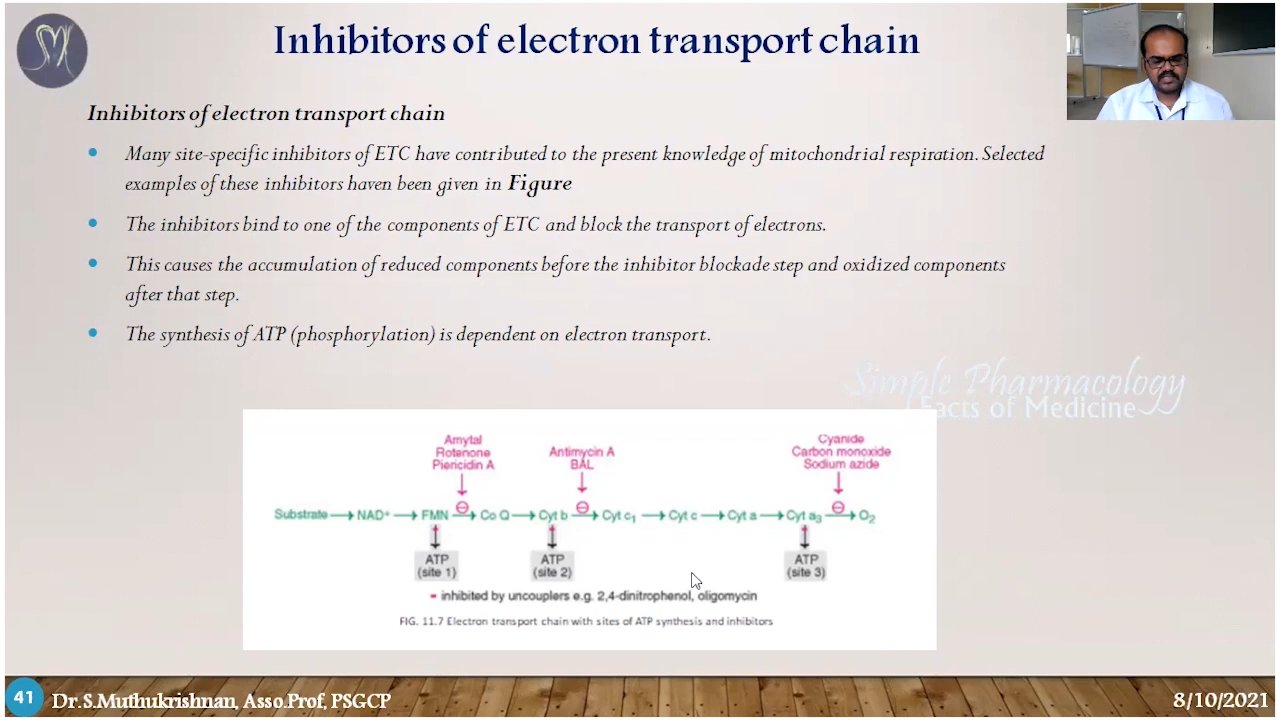 Inhibitors of electron transport chain
Inhibitors of electron transport chain
Many site-specific inhibitors of ETC have contributed to the present knowledge of mitochondrial respiration. Selected
examples of these inhibitors haven been given in Figure
The inhibitors bind to one of the components of ETC and block the transport of electrons.
This causes the accumulation of reduced components before the inhibitor blockade step and oxidized components
after that step.
The synthesis of ATP (phosphorylation) is dependent on electron transport.
Simple Pharmacology
Facts of Medicine
Amytal
Rotenone
Piericidin A
Antimycin A
BAL
Cyanide
Carbon monoxide
Sodium azide
Substrate → NAD⁺ → FMN ⊖→ Co Q → Cyt b ⊖→ Cyt c₁ → Cyt c → Cyt a → Cyt a₃ ⊖→ O₂
ATP
(site 1)
ATP
(site 2)
ATP
(site 3)
- inhibited by uncouplers e.g. 2,4-dinitrophenol, oligomycin
FIG. 11.7 Electron transport chain with sites of ATP synthesis and inhibitors
41 Dr.S.Muthukrishnan, Asso.Prof, PSGCP
8/10/2021